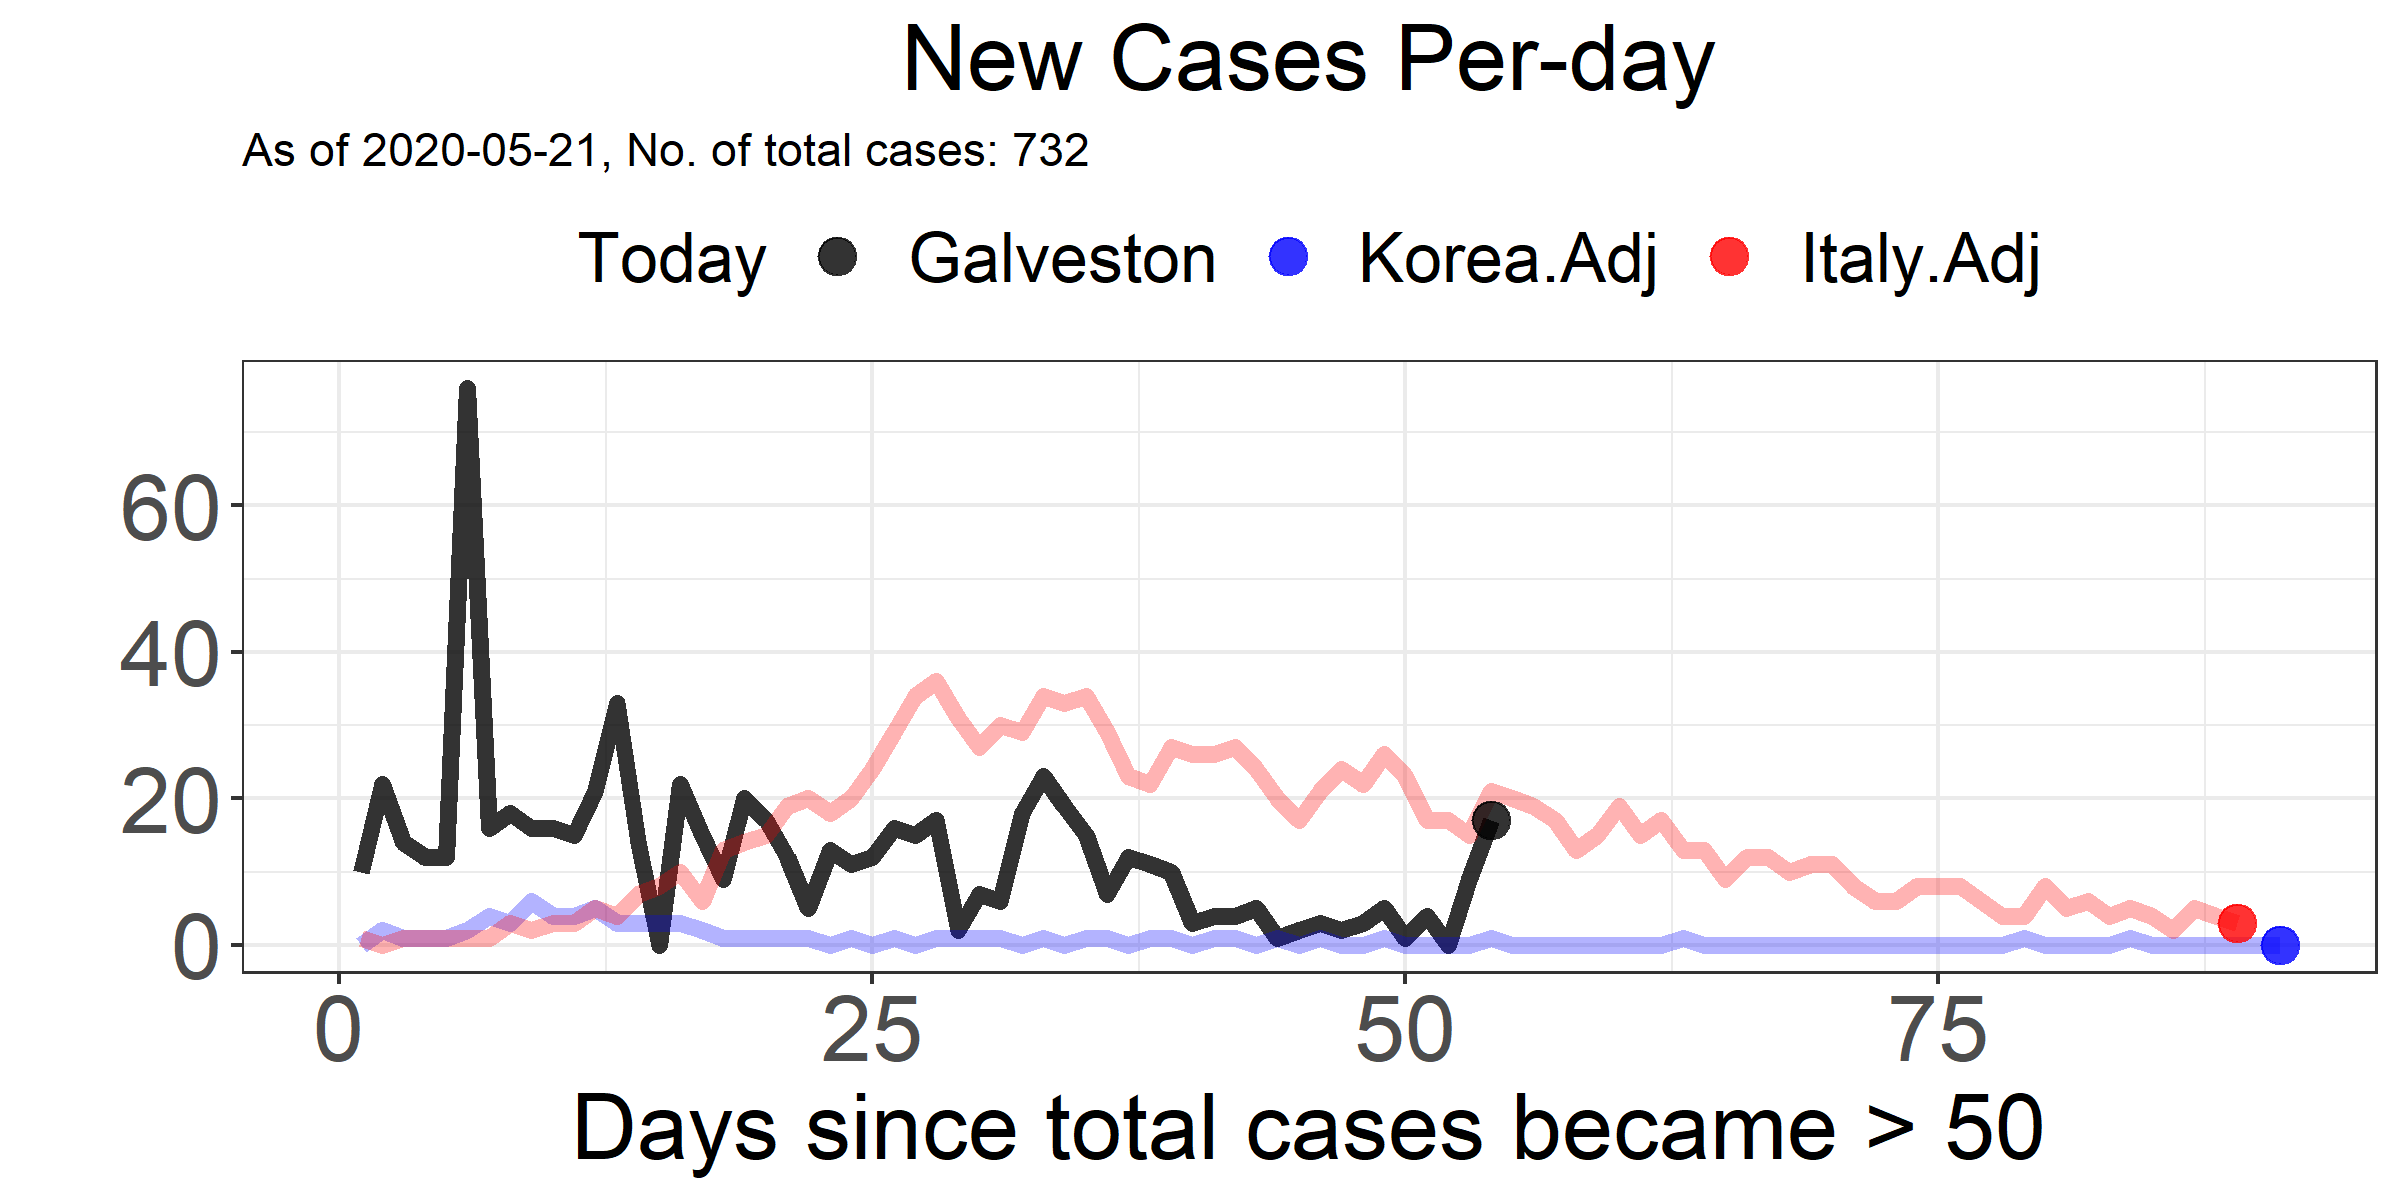 New Cases Per-day
As of 2020-05-21, No. of total cases: 732
Today Galveston Korea.Adj Italy.Adj
60
40
20
0
0 25 50 75
Days since total cases became > 50